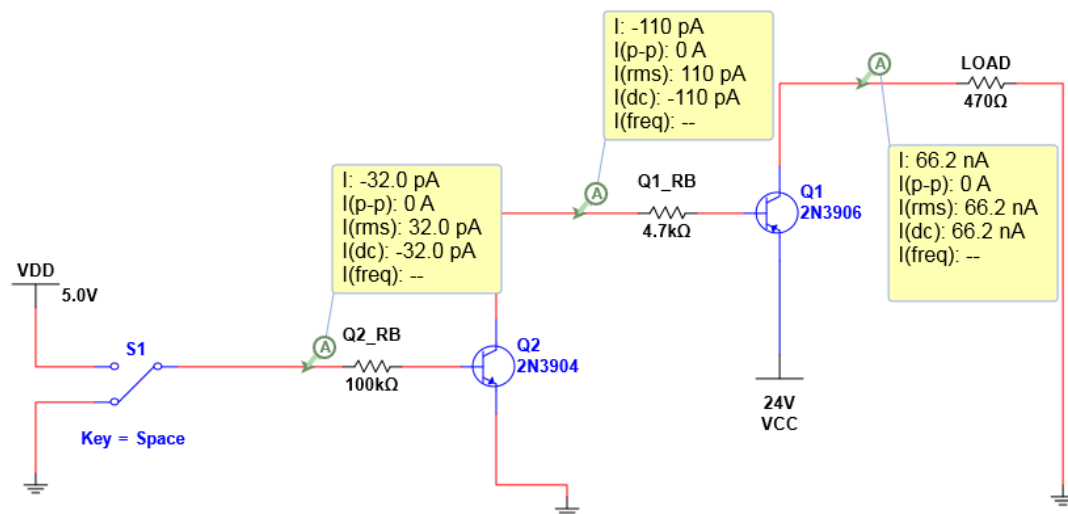 I: -110 pA
I(p-p): 0 A
I(rms): 110 pA
I(dc): -110 pA
I(freq): --
LOAD
470Ω
A
A
I: 66.2 nA
I(p-p): 0 A
I(rms): 66.2 nA
I(dc): 66.2 nA
I(freq): --
Q1_RB
4.7kΩ
Q1
2N3906
I: -32.0 pA
I(p-p): 0 A
I(rms): 32.0 pA
I(dc): -32.0 pA
I(freq): --
VDD
5.0V
S1
A
Q2_RB
100kΩ
Q2
2N3904
24V
VCC
Key = Space